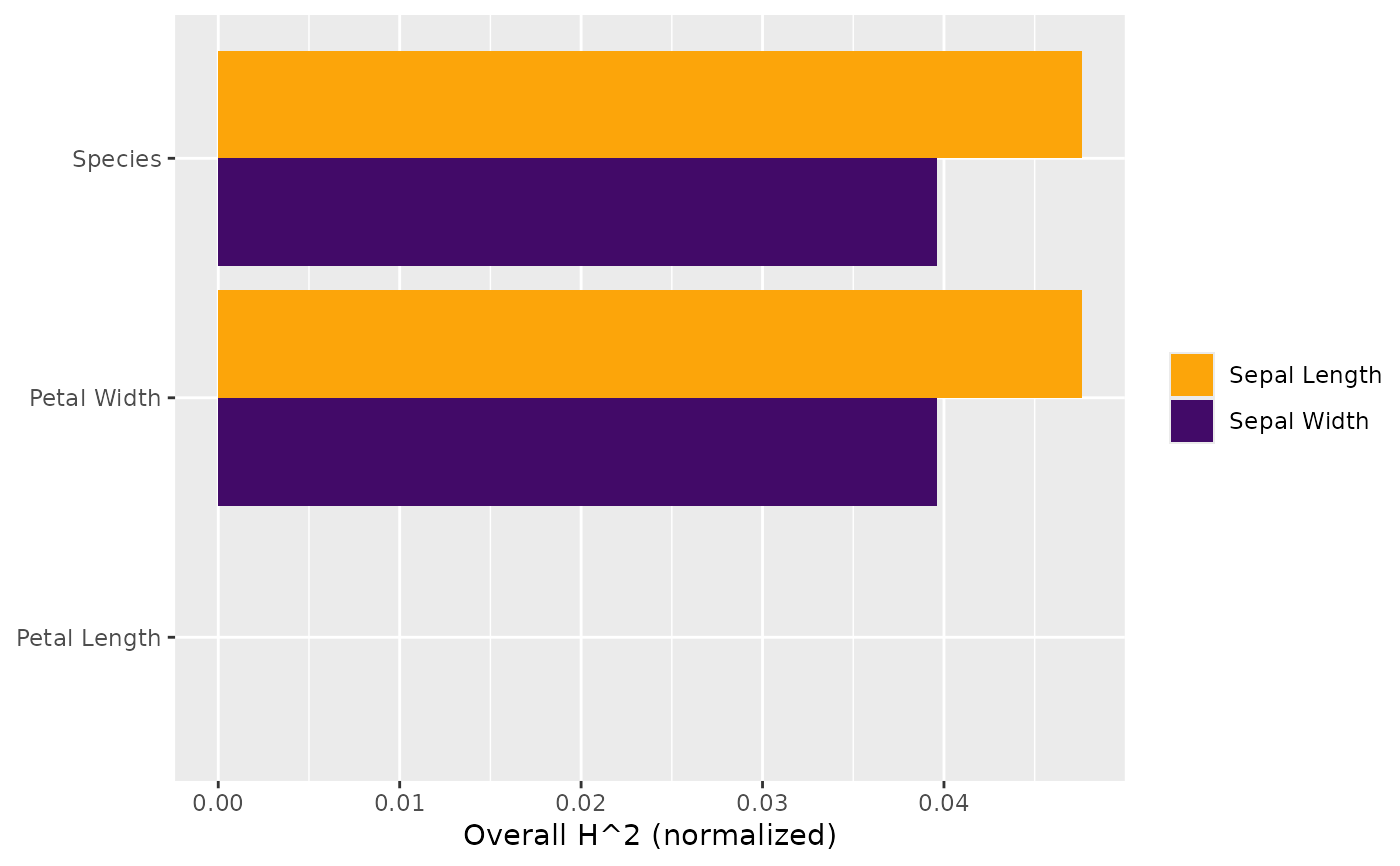 Species
Petal Width
Petal Length
0.00
0.01
0.02
0.03
0.04
Overall H^2 (normalized)
Sepal Length
Sepal Width